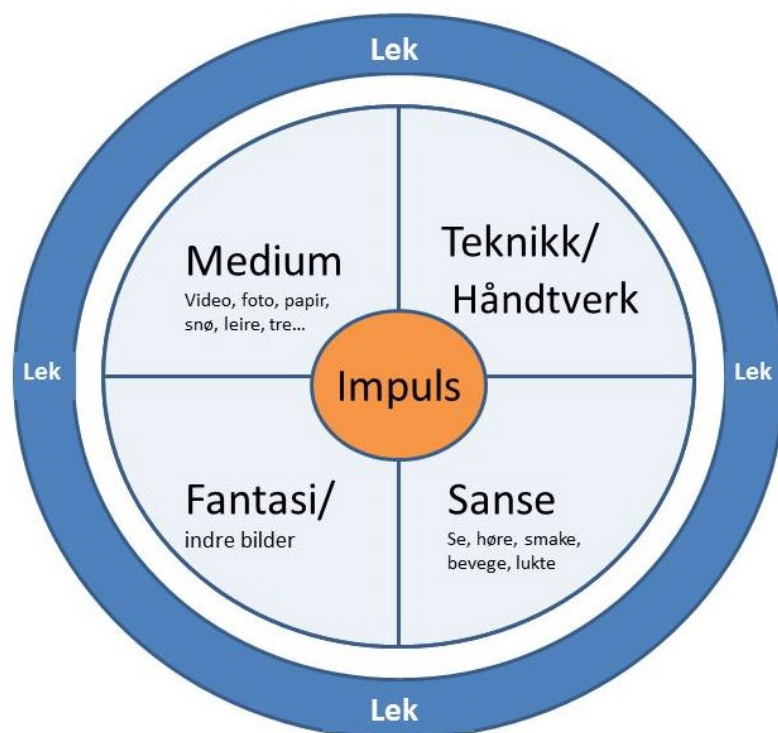 Lek
Medium
Video, foto, papir,
snø, leire, tre...
Teknikk/
Håndtverk
Lek
Impuls
Lek
Fantasi/
indre bilder
Sanse
Se, høre, smake,
bevege, lukte
Lek